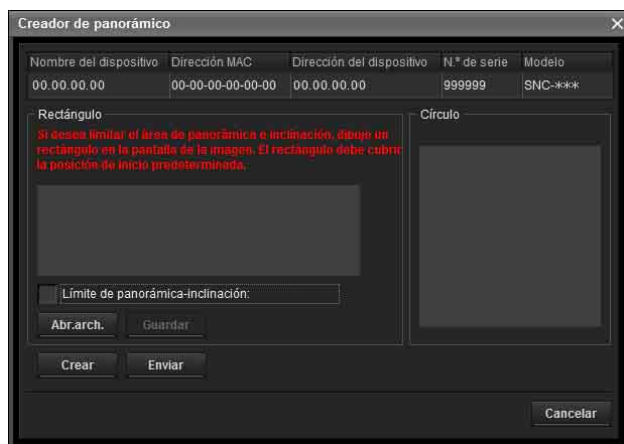 Creador de panorámico
Nombre del dispositivo Dirección MAC Dirección del dispositivo N.º de serie Modelo
00.00.00.00 00-00-00-00-00-00 00.00.00.00 999999 SNC-***
Rectángulo
Si desea limitar el área de panorámica e inclinación, dibuje un
rectángulo en la pantalla de la imagen. El rectángulo debe cubrir
la posición de inicio predeterminada.
Círculo
Límite de panorámica-inclinación:
Abr.arch. Guardar
Crear Enviar
Cancelar